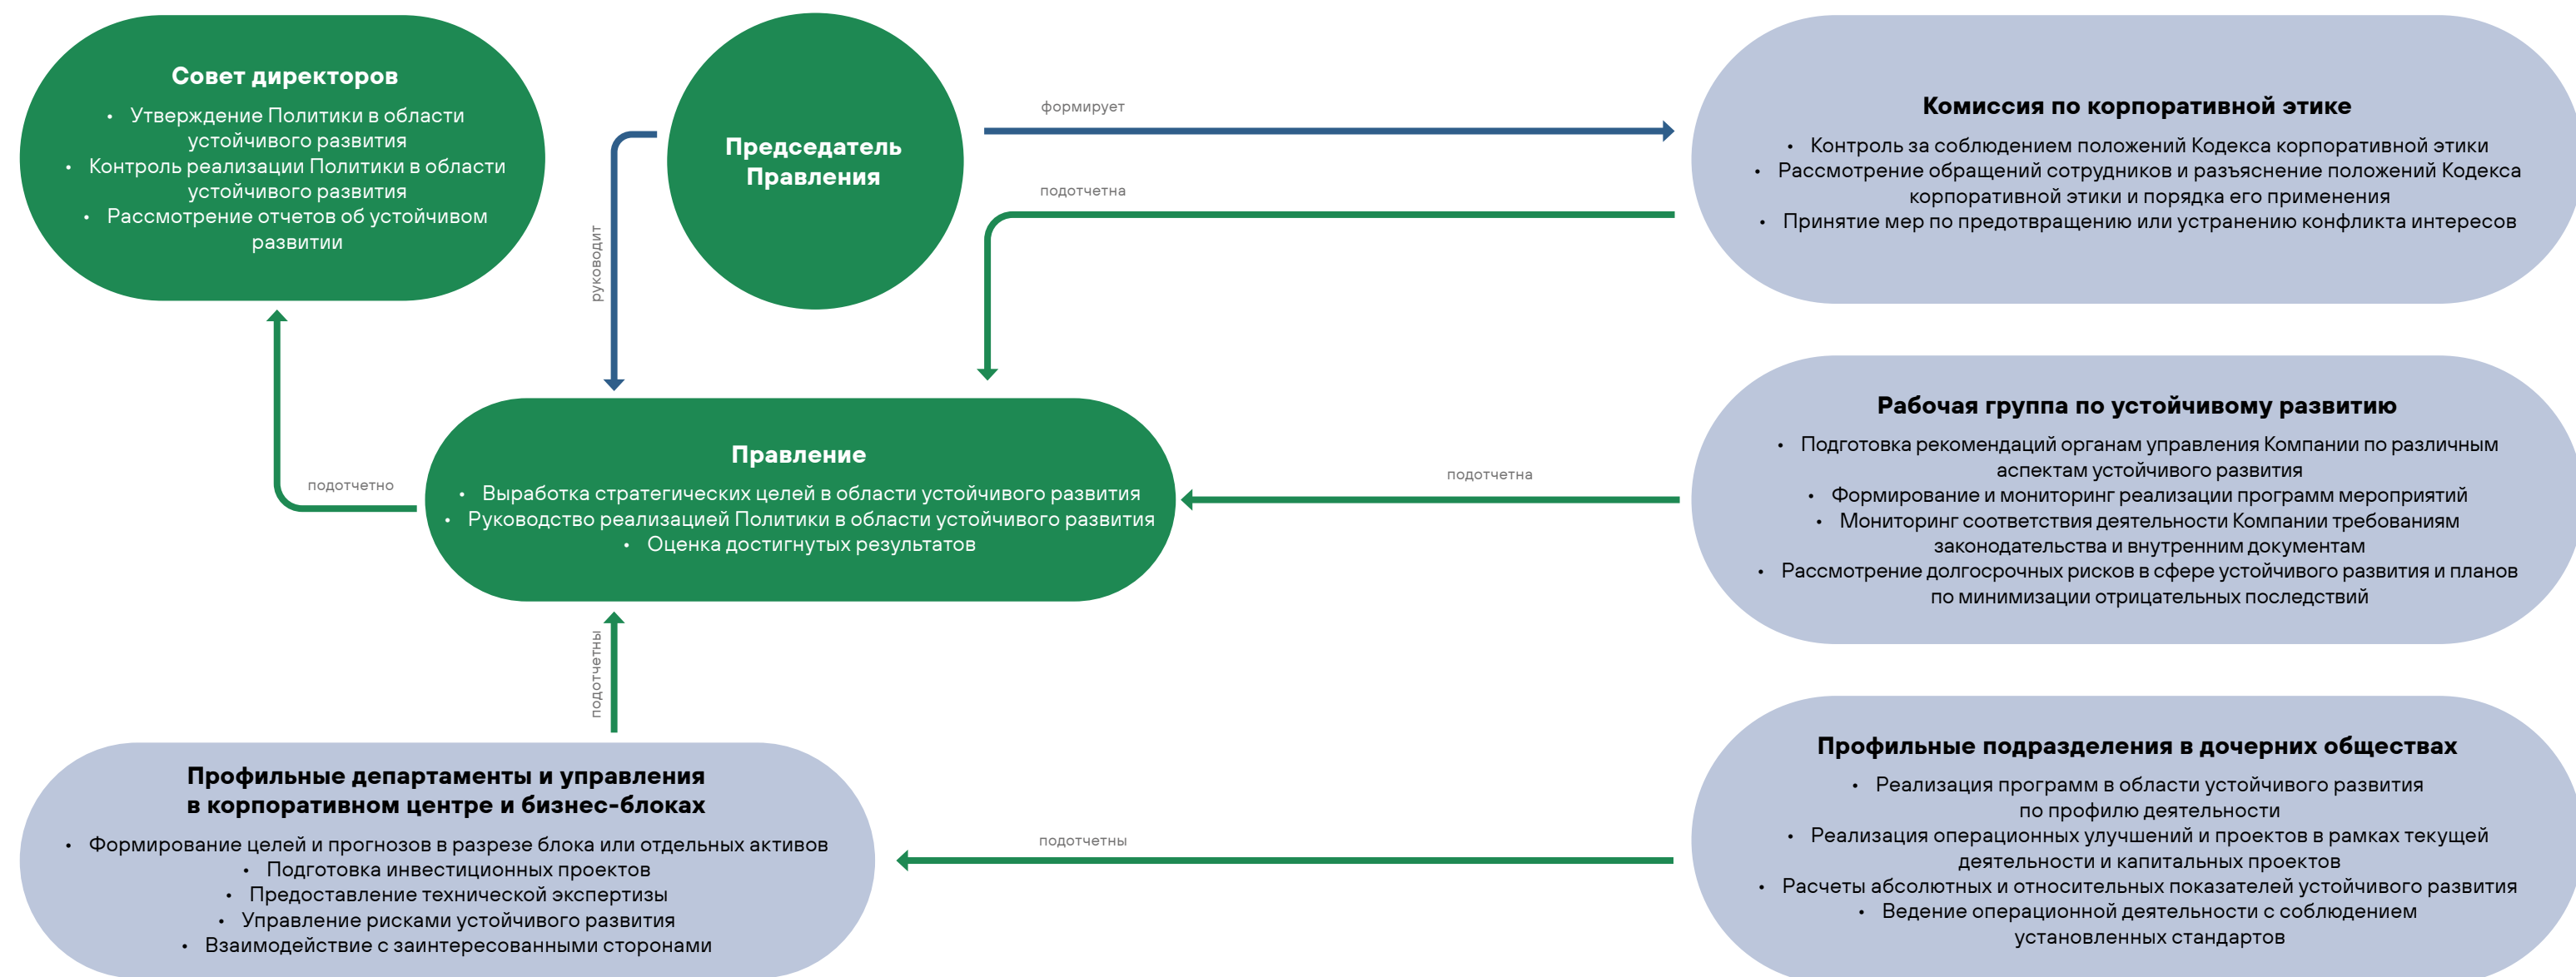 Совет директоров
• Утверждение Политики в области
устойчивого развития
• Контроль реализации Политики в области
устойчивого развития
• Рассмотрение отчетов об устойчивом
развитии
Председатель
Правления
формирует
подотчетна
руководит
Комиссия по корпоративной этике
• Контроль за соблюдением положений Кодекса корпоративной этики
• Рассмотрение обращений сотрудников и разъяснение положений Кодекса
корпоративной этики и порядка его применения
• Принятие мер по предотвращению или устранению конфликта интересов
подотчетно
Правление
• Выработка стратегических целей в области устойчивого развития
• Руководство реализацией Политики в области устойчивого развития
• Оценка достигнутых результатов
подотчетна
Рабочая группа по устойчивому развитию
• Подготовка рекомендаций органам управления Компании по различным
аспектам устойчивого развития
• Формирование и мониторинг реализации программ мероприятий
• Мониторинг соответствия деятельности Компании требованиям
законодательства и внутренним документам
• Рассмотрение долгосрочных рисков в сфере устойчивого развития и планов
по минимизации отрицательных последствий
подотчетны
Профильные департаменты и управления
в корпоративном центре и бизнес-блоках
• Формирование целей и прогнозов в разрезе блока или отдельных активов
• Подготовка инвестиционных проектов
• Предоставление технической экспертизы
• Управление рисками устойчивого развития
• Взаимодействие с заинтересованными сторонами
подотчетны
Профильные подразделения в дочерних обществах
• Реализация программ в области устойчивого развития
по профилю деятельности
• Реализация операционных улучшений и проектов в рамках текущей
деятельности и капитальных проектов
• Расчеты абсолютных и относительных показателей устойчивого развития
• Ведение операционной деятельности с соблюдением
установленных стандартов